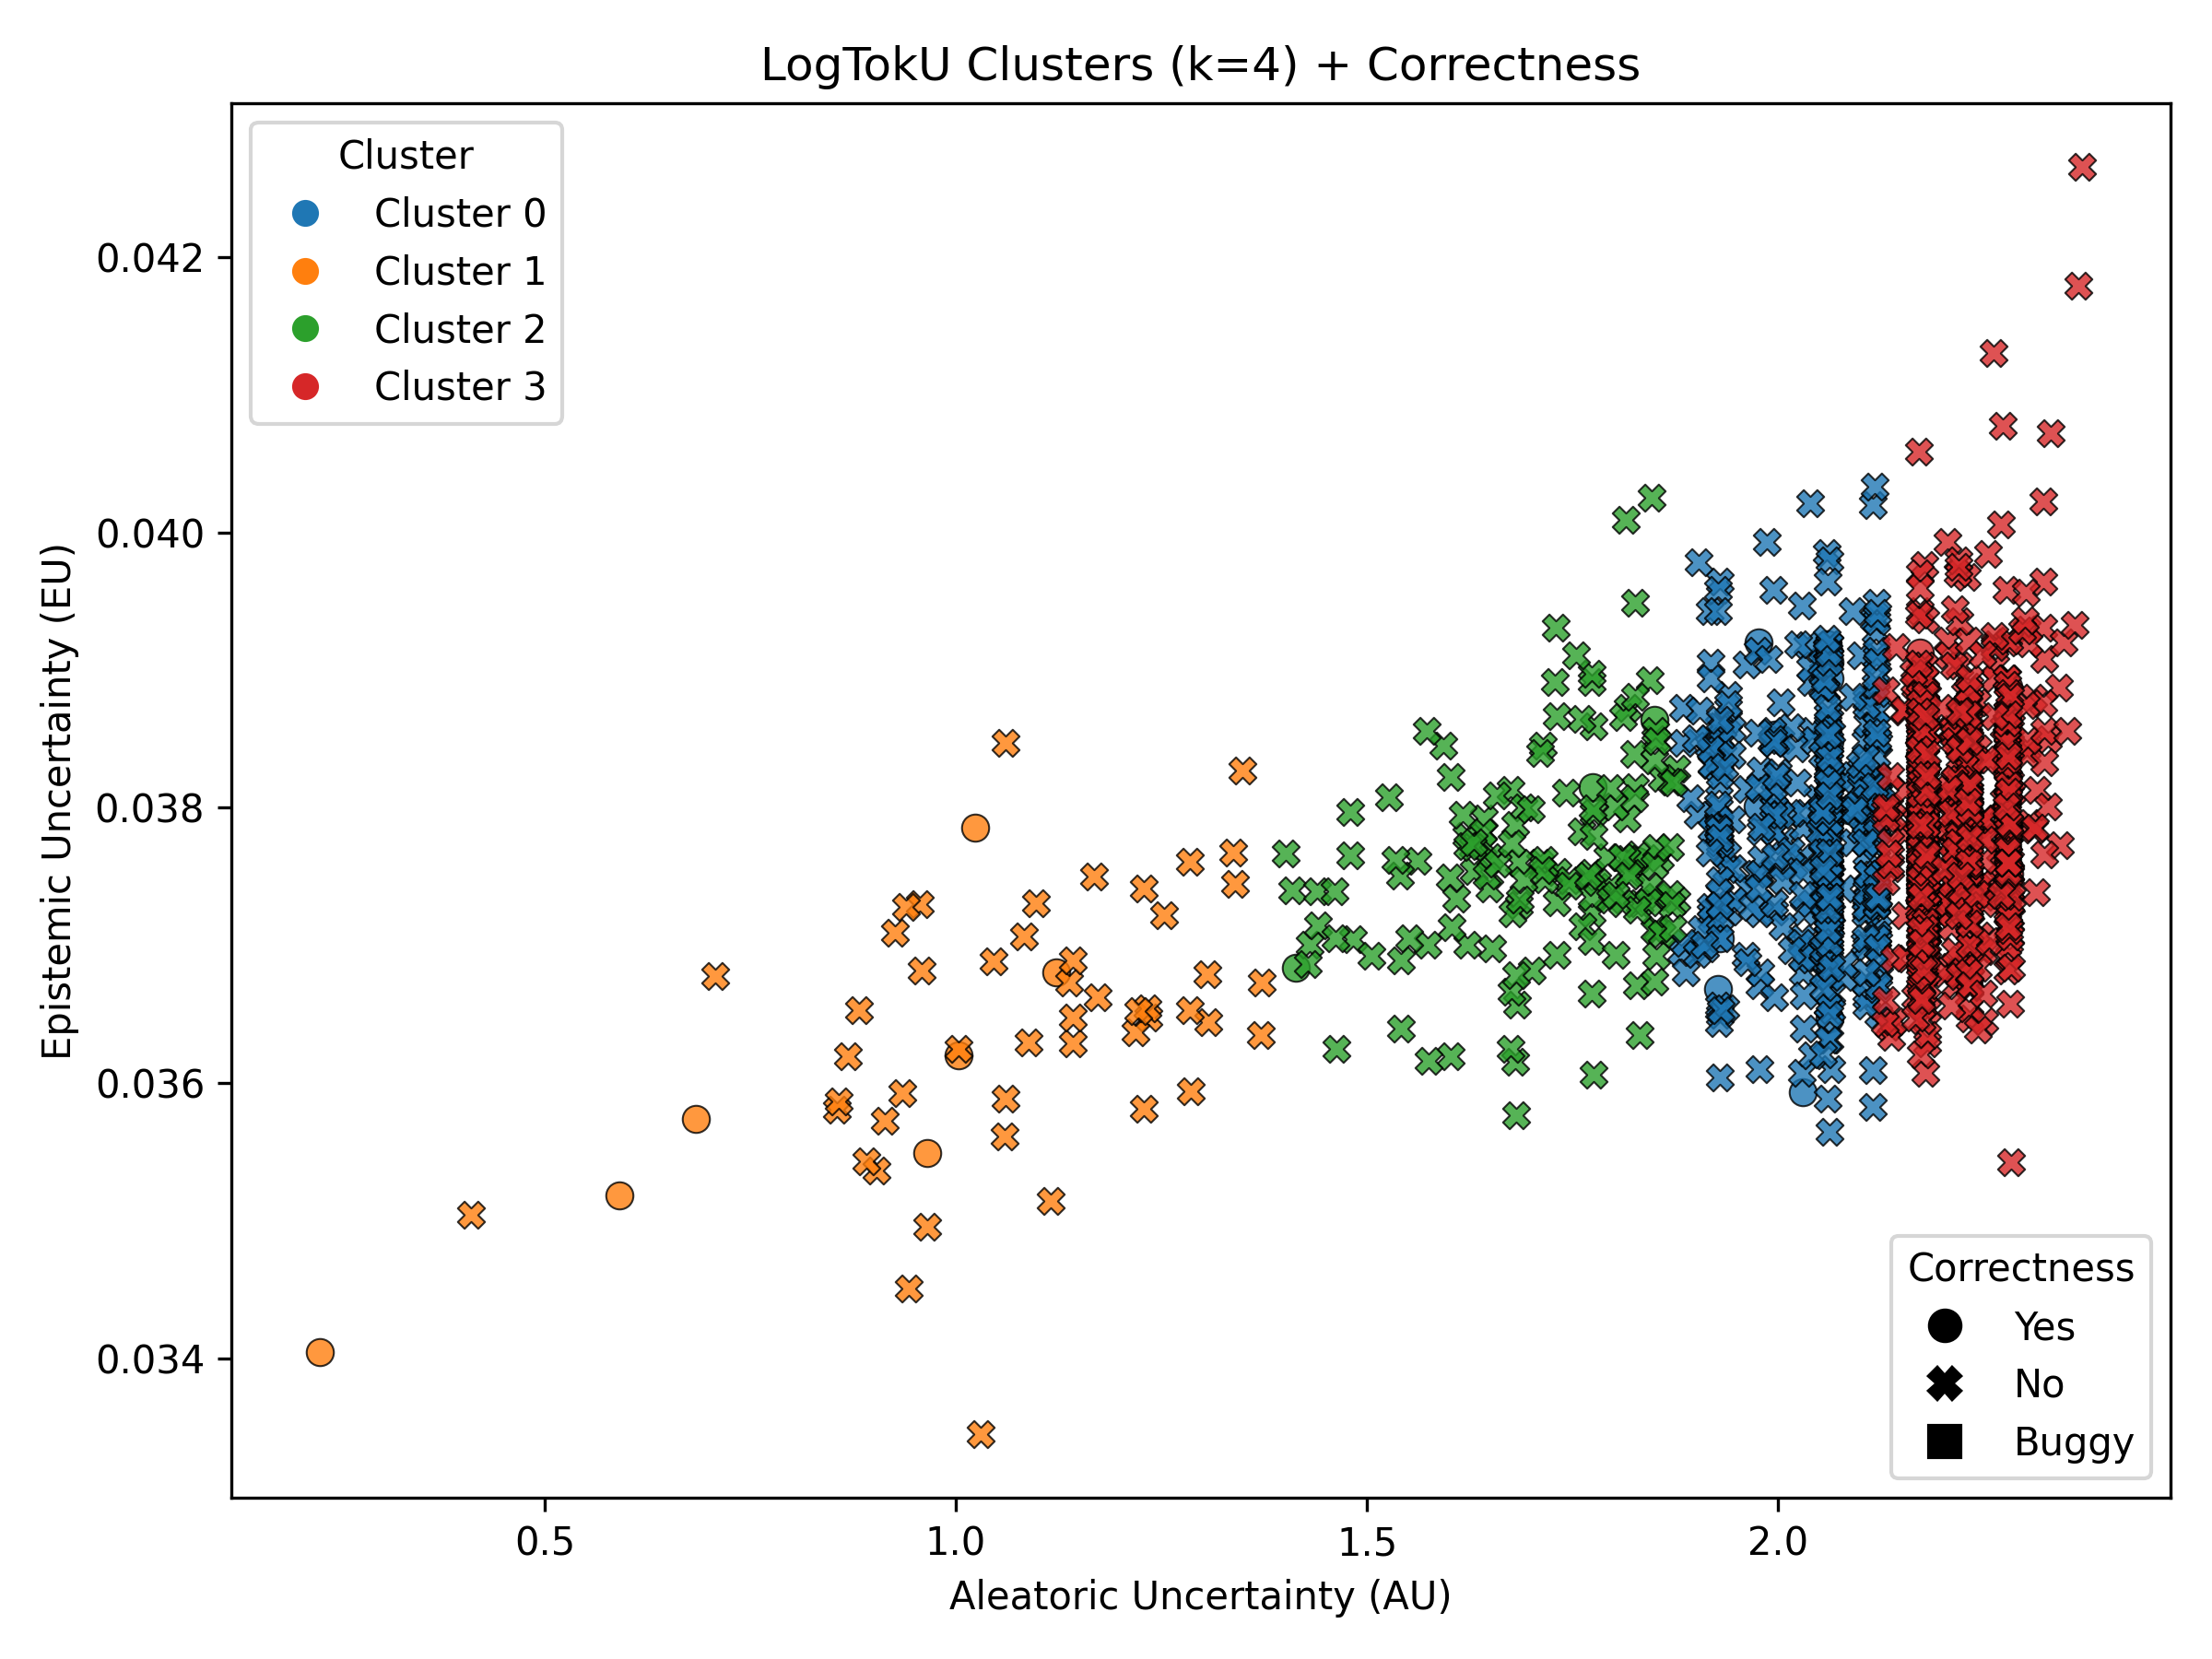 LogTokU Clusters (k=4) + Correctness
Cluster
Cluster 0
Cluster 1
Cluster 2
Cluster 3
0.042
0.040
0.038
0.036
0.034
Epistemic Uncertainty (EU)
Correctness
Yes
No
Buggy
0.5
1.0
1.5
2.0
Aleatoric Uncertainty (AU)